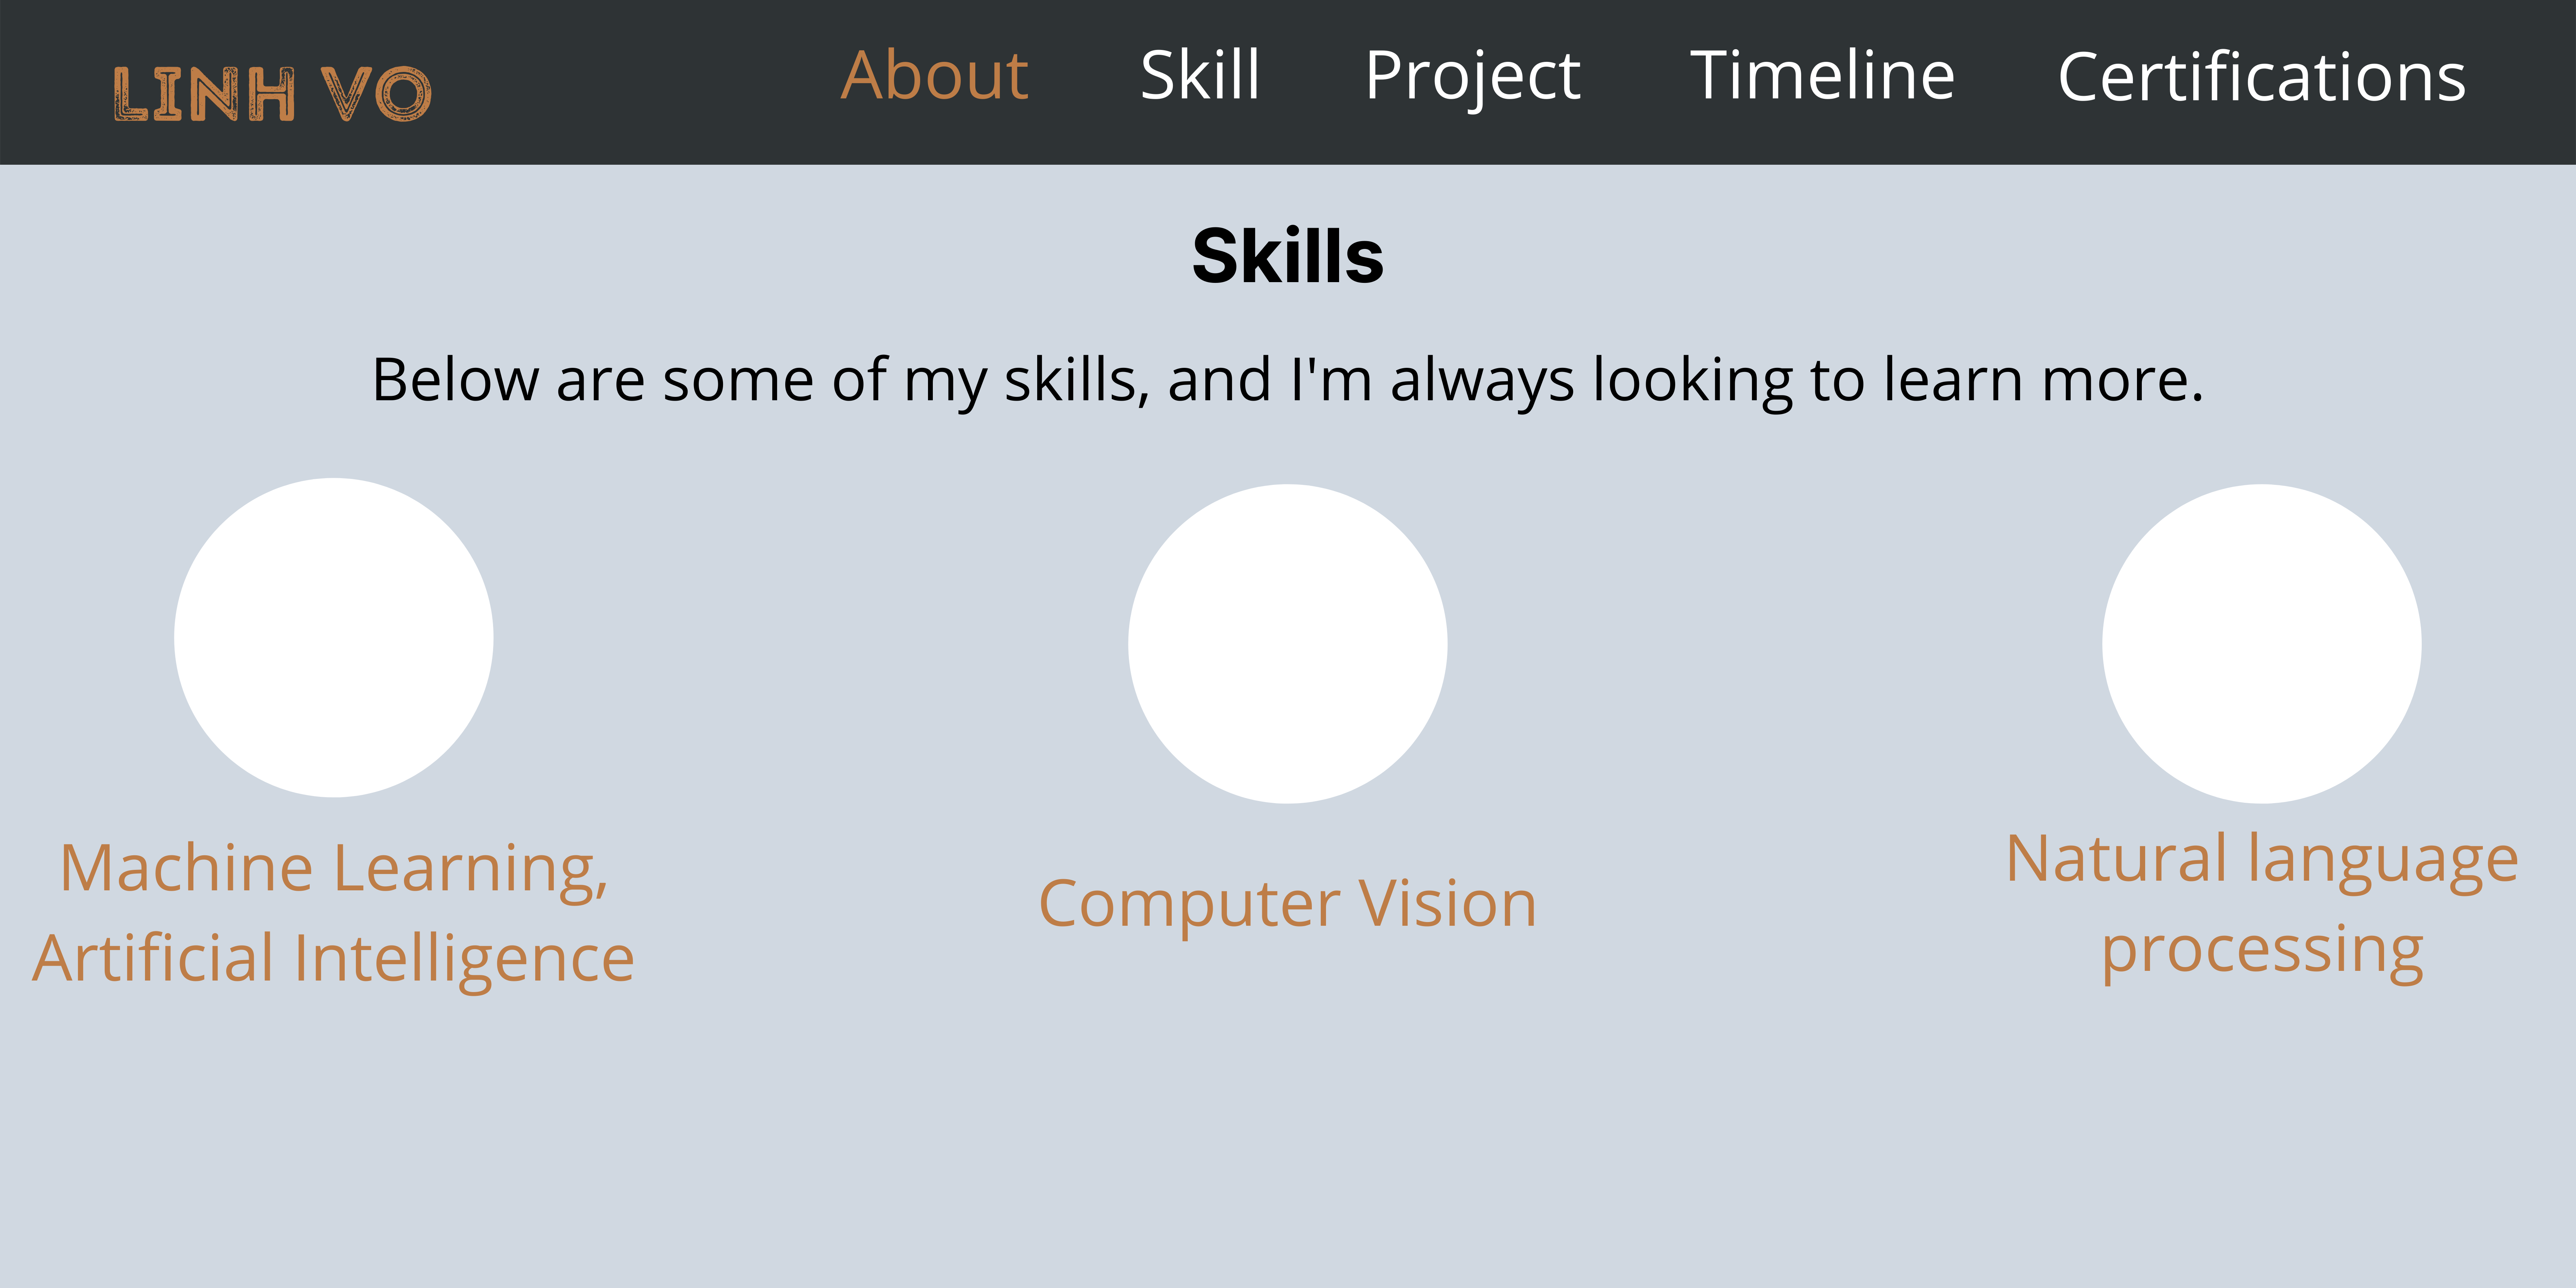 LINH VO
About Skill Project Timeline Certifications
Skills
Below are some of my skills, and I'm always looking to learn more.
Machine Learning,
Artificial Intelligence
Computer Vision
Natural language
processing